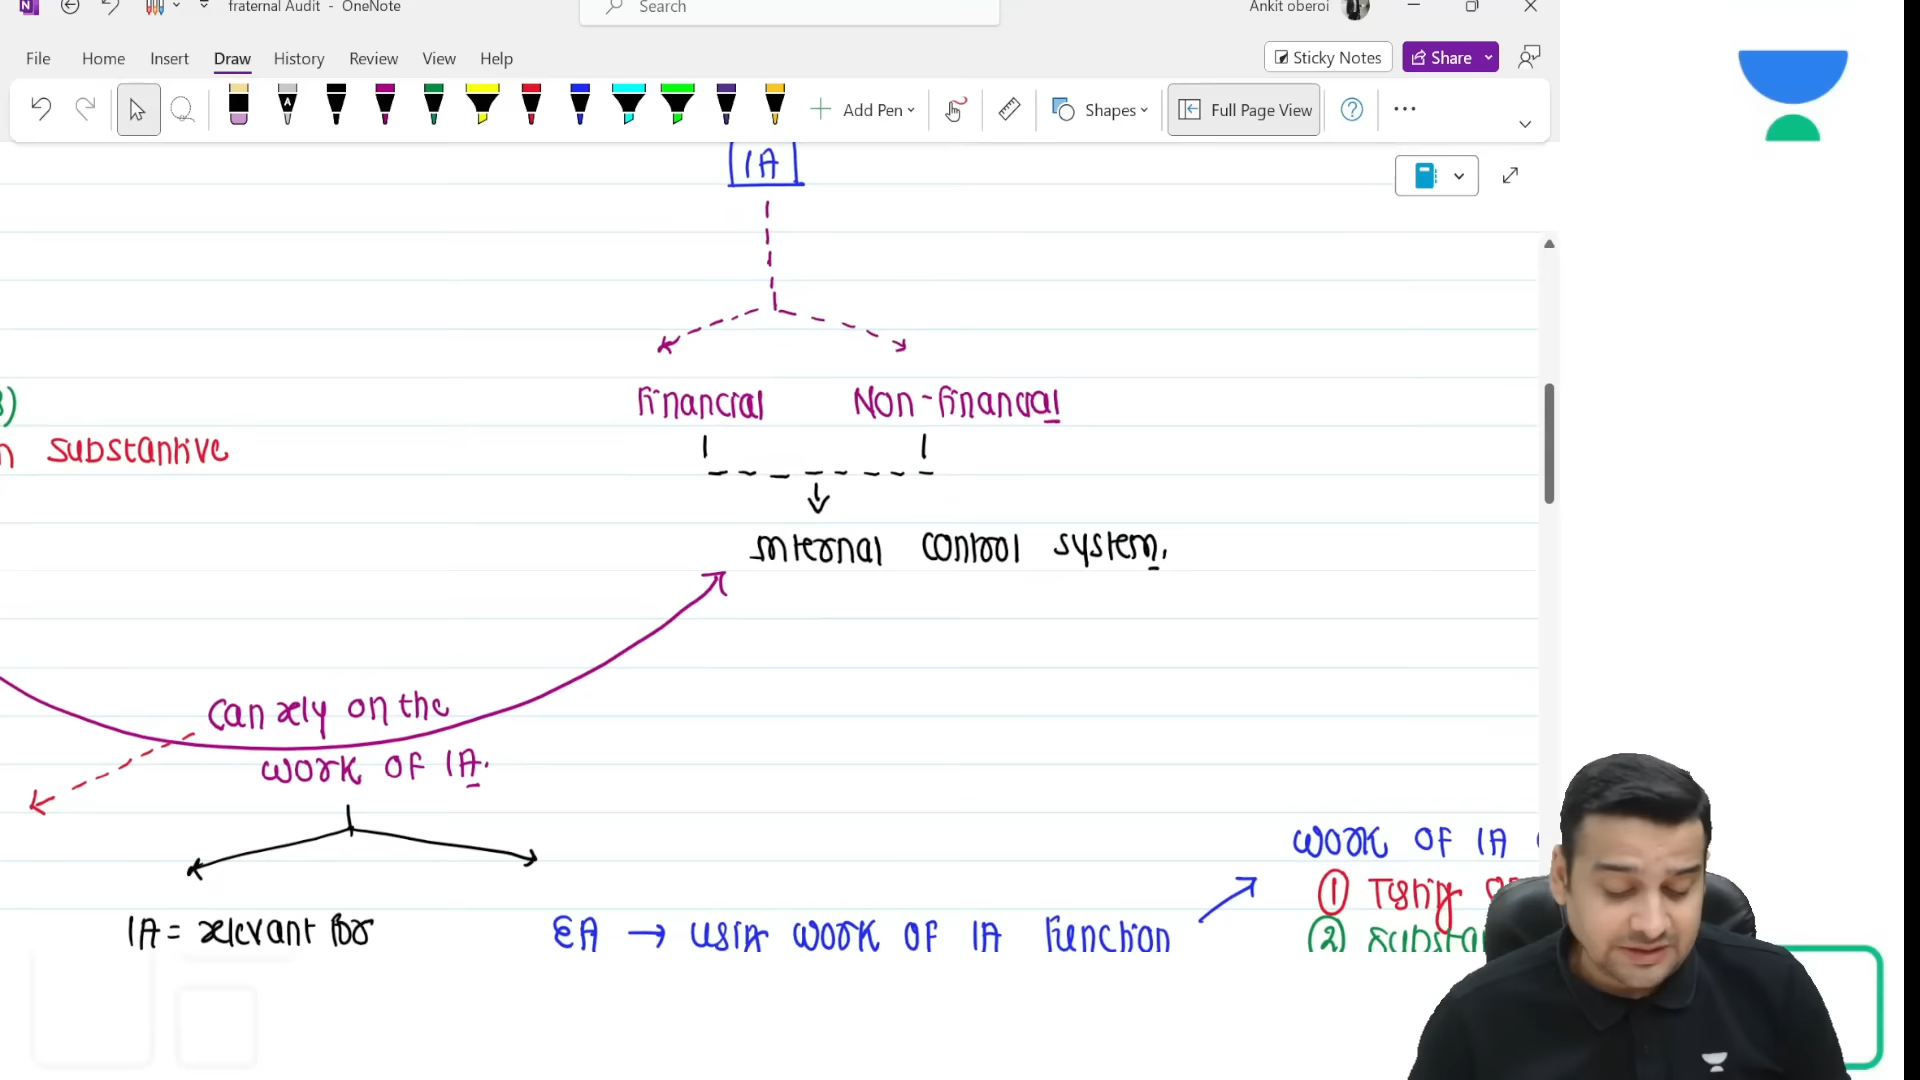 fraternal Audit - OneNote
Search
Ankit oberoi
File Home Insert Draw History Review View Help
Sticky Notes
Share
Add Pen
Shapes
Full Page View
IA
Financial Non-financial
n substantive
internal control system.
Can rely on the
work of IA.
work of IA
① Testing of
IA = relevant for
EA → using work of IA function
②